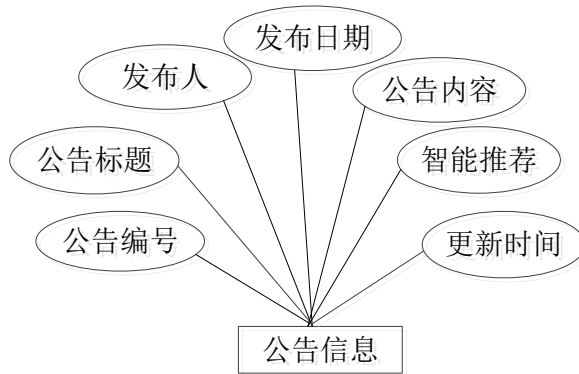 发布日期
发布人
公告内容
公告标题
智能推荐
公告编号
更新时间
公告信息